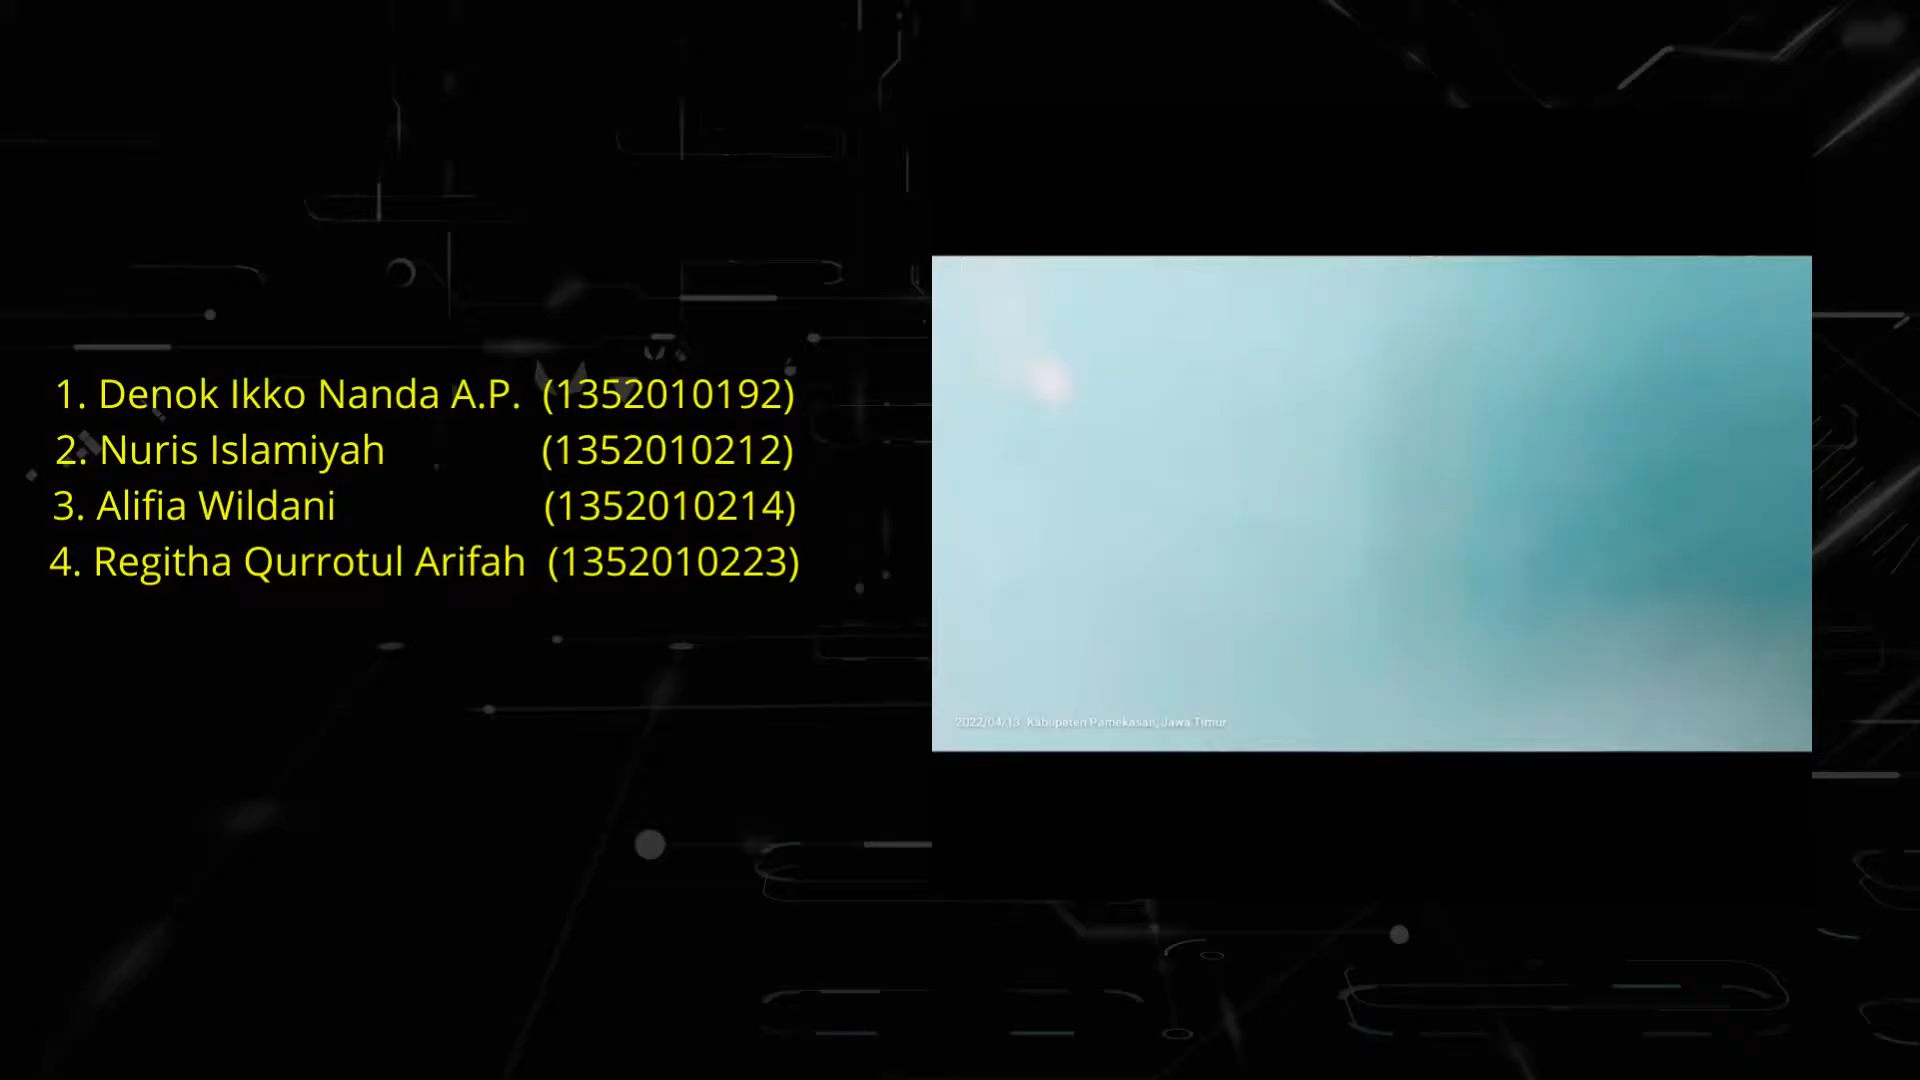 1. Denok Ikko Nanda A.P. (1352010192)
2. Nuris Islamiyah (1352010212)
3. Alifia Wildani (1352010214)
4. Regitha Qurrotul Arifah (1352010223)
2022/04/13 Kabupaten Pamekasan, Jawa Timur